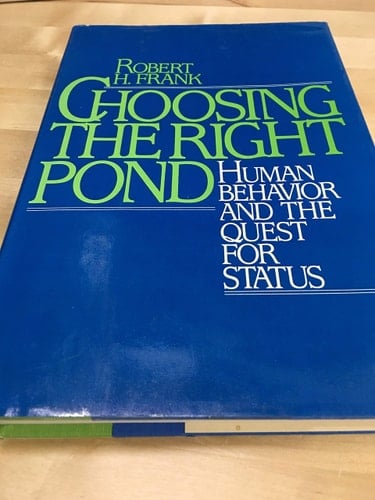 ROBERT
H. FRANK
CHOOSING
THE RIGHT
POND
HUMAN
BEHAVIOR
AND THE
QUEST
FOR
STATUS